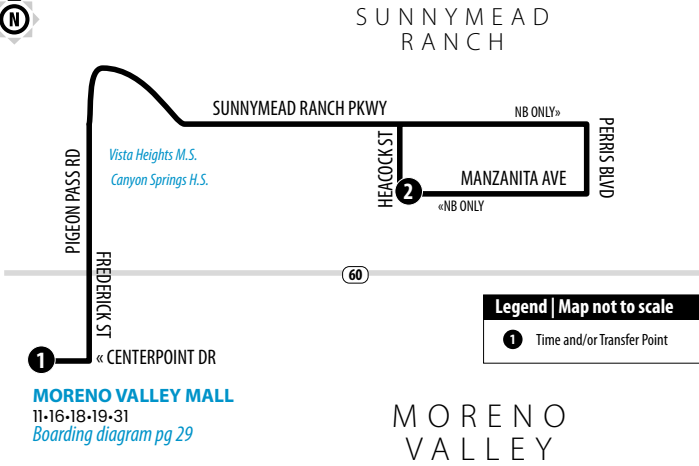 N
SUNNYMEAD
RANCH
SUNNYMEAD RANCH PKWY
NB ONLY»
PERRIS BLVD
HEACOCK ST
PIGEON PASS RD
Vista Heights M.S.
Canyon Springs H.S.
MANZANITA AVE
2
«NB ONLY
60
FREDERICK ST
Legend | Map not to scale
1 Time and/or Transfer Point
1
« CENTERPOINT DR
MORENO VALLEY MALL
11•16•18•19•31
Boarding diagram pg 29
MORENO
VALLEY